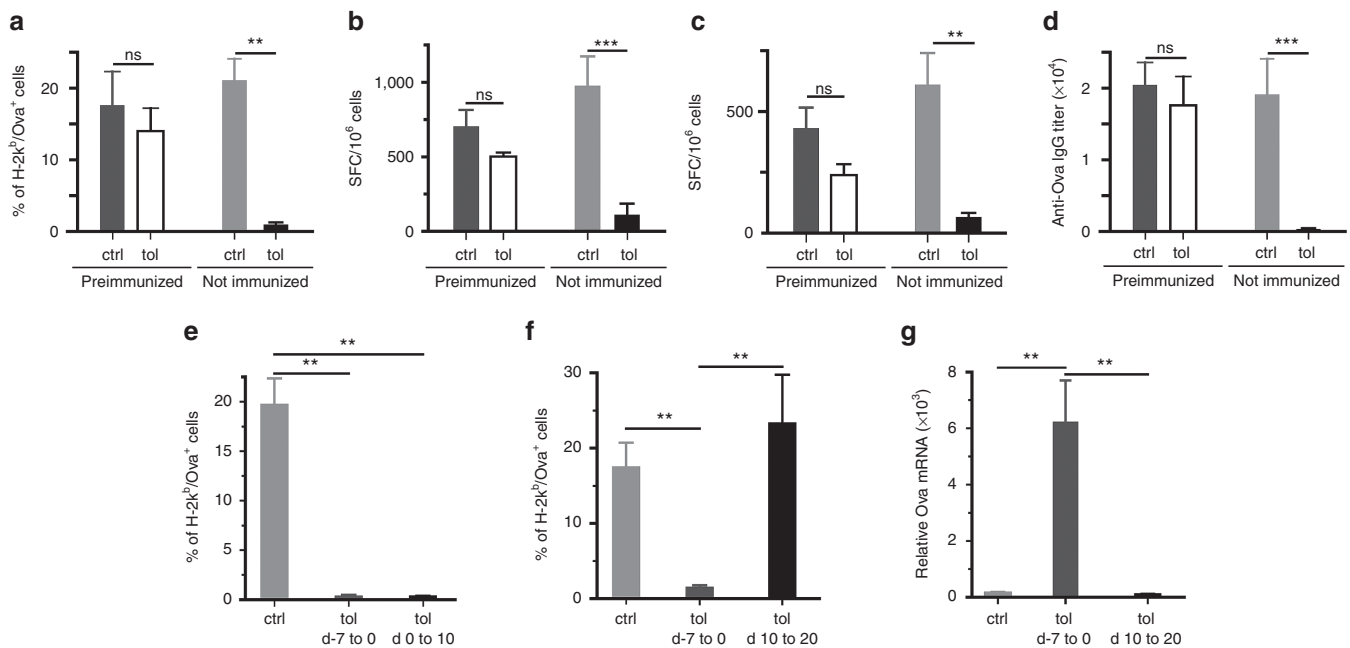 a
% of H-2kᵇ/Ova⁺ cells
20
10
0
ns
**
ctrl tol ctrl tol
Preimmunized Not immunized
b
SFC/10⁶ cells
1,000
500
0
ns
***
ctrl tol ctrl tol
Preimmunized Not immunized
c
SFC/10⁶ cells
500
0
ns
**
ctrl tol ctrl tol
Preimmunized Not immunized
d
Anti-Ova IgG titer (×10⁴)
2
1
0
ns
***
ctrl tol ctrl tol
Preimmunized Not immunized
e
% of H-2kᵇ/Ova⁺ cells
20
15
10
5
0
**
**
ctrl tol tol
d-7 to 0 d 0 to 10
f
% of H-2kᵇ/Ova⁺ cells
30
20
10
0
**
**
ctrl tol tol
d-7 to 0 d 10 to 20
g
Relative Ova mRNA (×10³)
8
6
4
2
0
**
**
ctrl tol tol
d-7 to 0 d 10 to 20